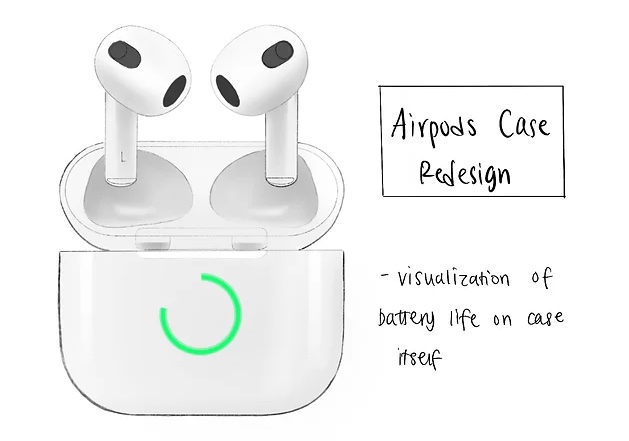 L
Airpods Case
Redesign
- visualization of
battery life on case
itself